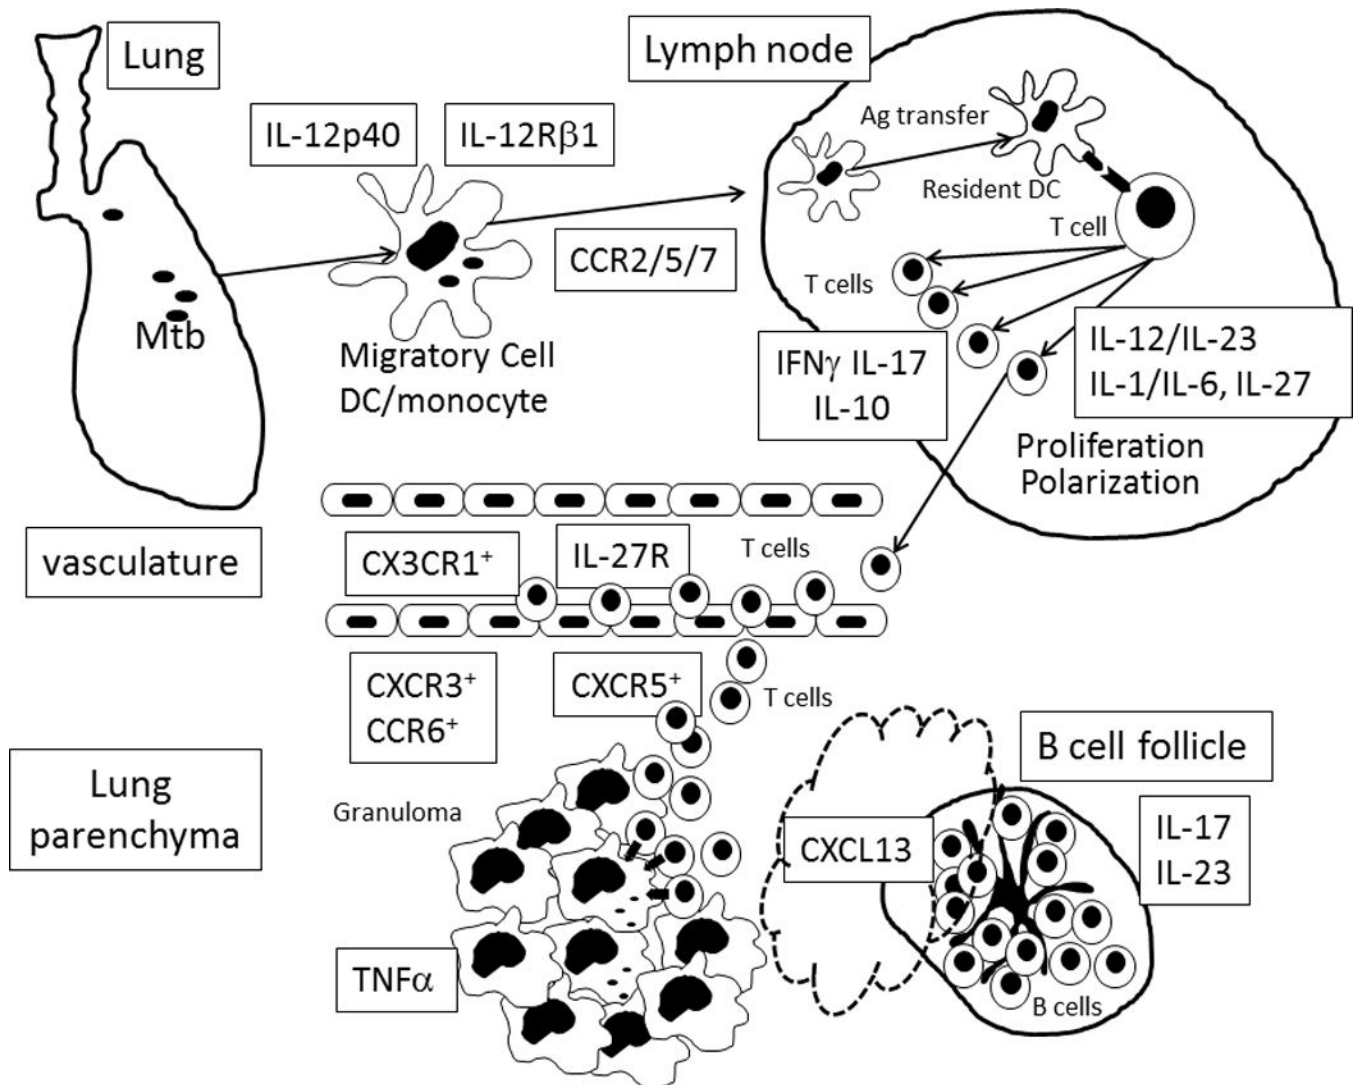 Lung
Lymph node
IL-12p40
IL-12Rβ1
Ag transfer
Resident DC
T cell
CCR2/5/7
T cells
Mtb
Migratory Cell
DC/monocyte
IFNγ IL-17
IL-10
IL-12/IL-23
IL-1/IL-6, IL-27
Proliferation
Polarization
vasculature
CX3CR1⁺
IL-27R
T cells
CXCR3⁺
CCR6⁺
CXCR5⁺
T cells
Lung
parenchyma
Granuloma
B cell follicle
CXCL13
IL-17
IL-23
TNFα
B cells